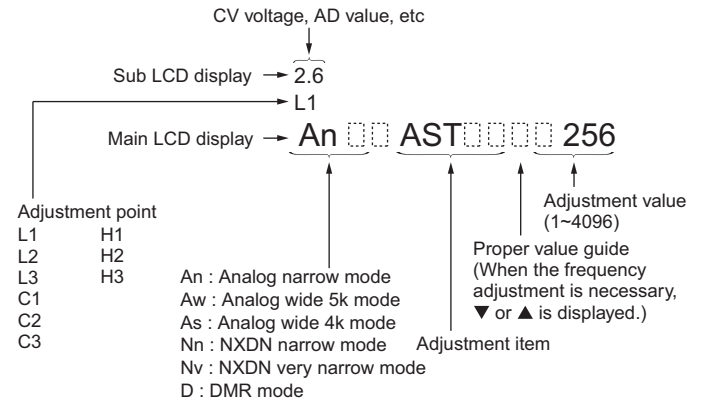 CV voltage, AD value, etc
Sub LCD display
2.6
L1
Main LCD display
An AST 256
Adjustment point
L1 H1
L2 H2
L3 H3
C1
C2
C3
An : Analog narrow mode
Aw : Analog wide 5k mode
As : Analog wide 4k mode
Nn : NXDN narrow mode
Nv : NXDN very narrow mode
D : DMR mode
Adjustment item
Proper value guide
(When the frequency
adjustment is necessary,
▼ or ▲ is displayed.)
Adjustment value
(1~4096)